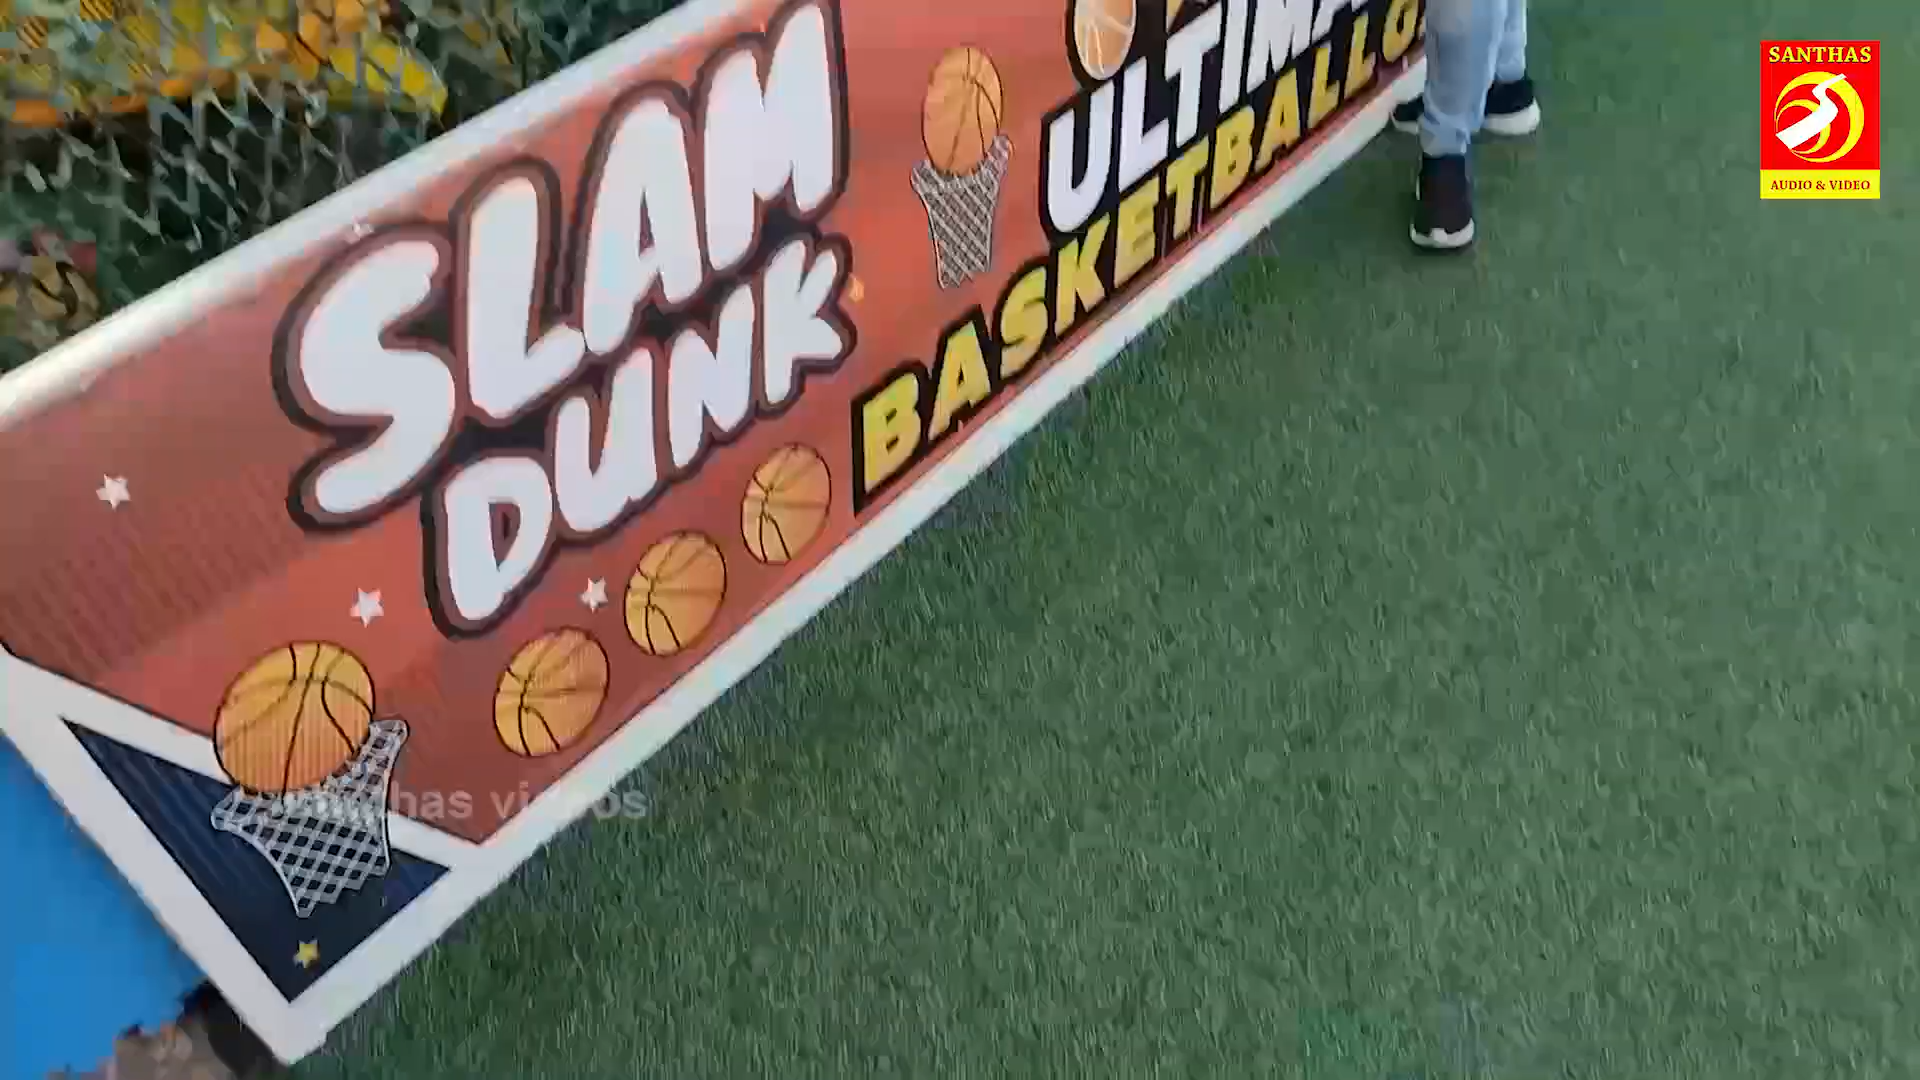 SLAM
DUNK
BASKETBALL
SANTHAS
AUDIO & VIDEO